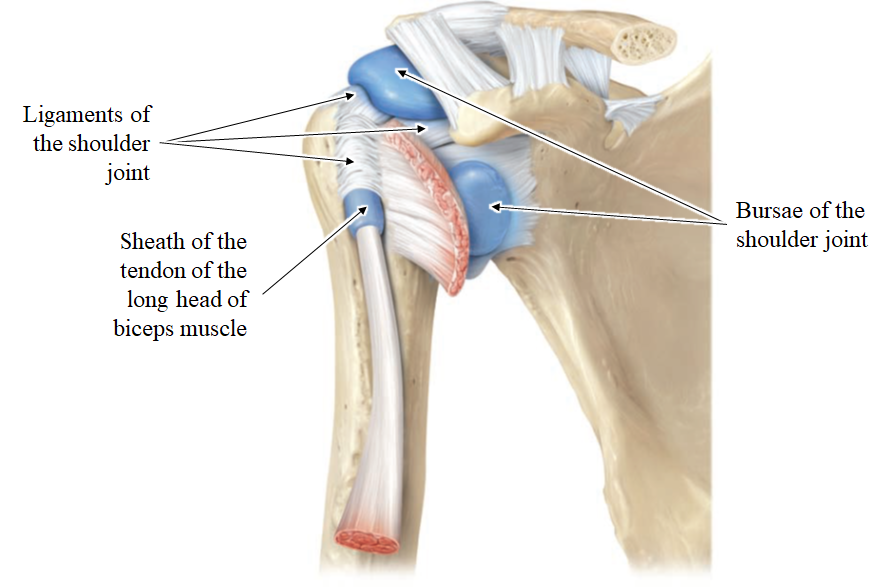 Ligaments of
the shoulder
joint
Sheath of the
tendon of the
long head of
biceps muscle
Bursae of the
shoulder joint